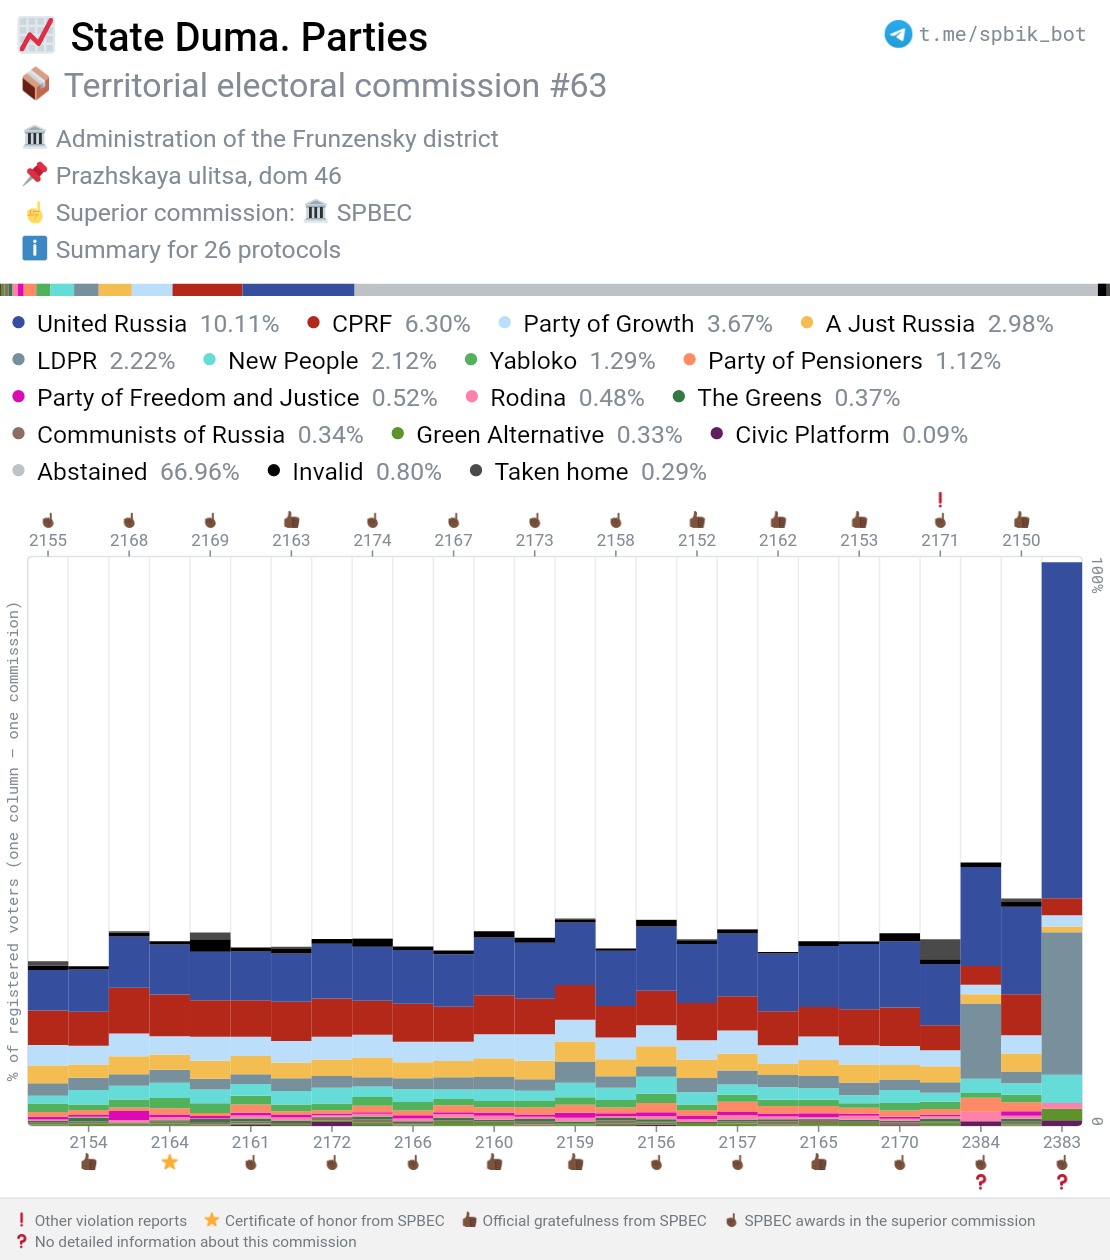 State Duma. Parties
t.me/spbik_bot
Territorial electoral commission #63
Administration of the Frunzensky district
Prazhskaya ulitsa, dom 46
Superior commission: SPBEC
Summary for 26 protocols
United Russia 10.11% CPRF 6.30% Party of Growth 3.67% A Just Russia 2.98%
LDPR 2.22% New People 2.12% Yabloko 1.29% Party of Pensioners 1.12%
Party of Freedom and Justice 0.52% Rodina 0.48% The Greens 0.37%
Communists of Russia 0.34% Green Alternative 0.33% Civic Platform 0.09%
Abstained 66.96% Invalid 0.80% Taken home 0.29%
2155 2168 2169 2163 2174 2167 2173 2158 2152 2162 2153 2171 2150
100%
% of registered voters (one column – one commission)
0
2154 2164 2161 2172 2166 2160 2159 2156 2157 2165 2170 2384 2383
Other violation reports Certificate of honor from SPBEC Official gratefulness from SPBEC SPBEC awards in the superior commission
No detailed information about this commission